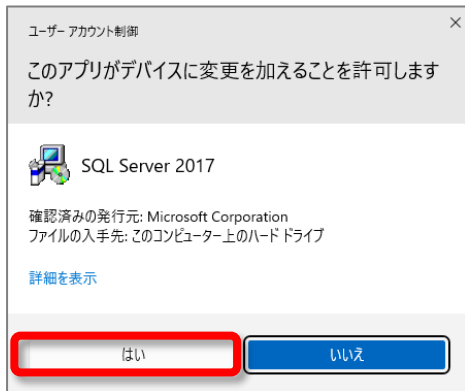 ユーザー アカウント制御
このアプリがデバイスに変更を加えることを許可します
か?
SQL Server 2017
確認済みの発行元: Microsoft Corporation
ファイルの入手先: このコンピューター上のハード ドライブ
詳細を表示
はい
いいえ